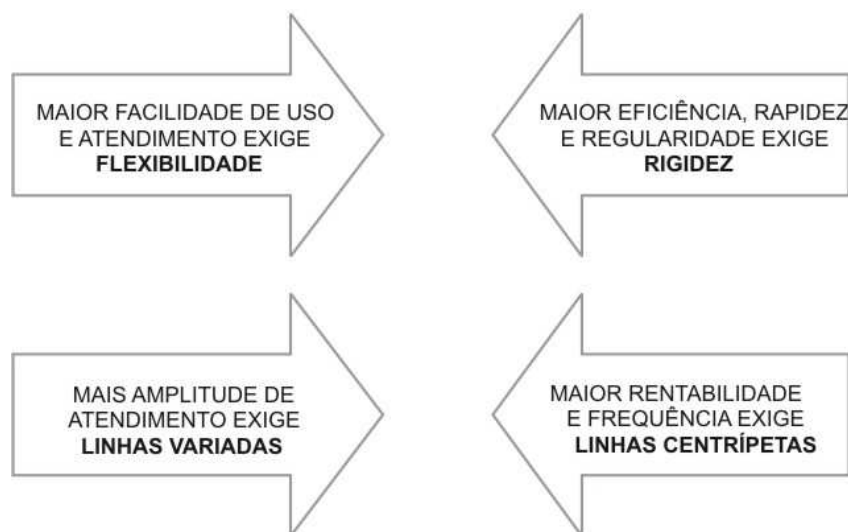 MAIOR FACILIDADE DE USO
E ATENDIMENTO EXIGE
FLEXIBILIDADE
MAIOR EFICIÊNCIA, RAPIDEZ
E REGULARIDADE EXIGE
RIGIDEZ
MAIS AMPLITUDE DE
ATENDIMENTO EXIGE
LINHAS VARIADAS
MAIOR RENTABILIDADE
E FREQUÊNCIA EXIGE
LINHAS CENTRÍPETAS